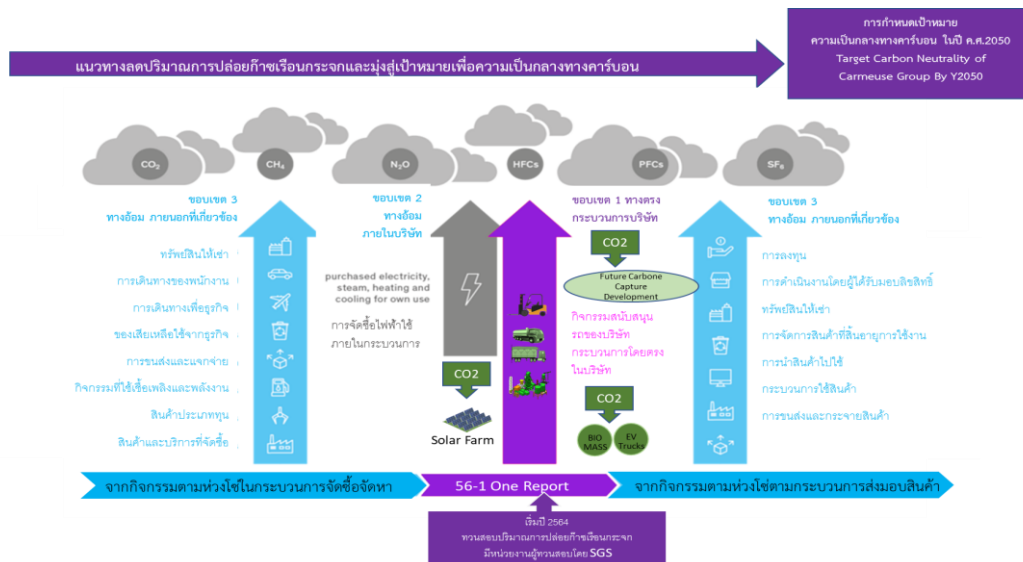 การกำหนดเป้าหมาย
ความเป็นกลางทางคาร์บอน ในปี ค.ศ.2050
Target Carbon Neutrality of
Carmeuse Group By Y2050
แนวทางลดปริมาณการปล่อยก๊าซเรือนกระจกและมุ่งสู่เป้าหมายเพื่อความเป็นกลางทางคาร์บอน
CO₂
CH₄
N₂O
HFCs
PFCs
SF₆
ขอบเขต 3
ทางอ้อม ภายนอกที่เกี่ยวข้อง
ทรัพย์สินให้เช่า
การเดินทางของพนักงาน
การเดินทางเพื่อธุรกิจ
ของเสียเหลือใช้จากธุรกิจ
การขนส่งและแจกจ่าย
กิจกรรมที่ใช้เชื้อเพลิงและพลังงาน
สินค้าประเภททุน
สินค้าและบริการที่จัดซื้อ
ขอบเขต 2
ทางอ้อม
ภายในบริษัท
purchased electricity,
steam, heating and
cooling for own use
การจัดซื้อไฟฟ้าใช้
ภายในกระบวนการ
CO2
Solar Farm
ขอบเขต 1 ทางตรง
กระบวนการบริษัท
CO2
Future Carbone
Capture
Development
กิจกรรมสนับสนุน
รถของบริษัท
กระบวนการโดยตรง
ในบริษัท
CO2
BIO
MASS
EV
Trucks
ขอบเขต 3
ทางอ้อม ภายนอกที่เกี่ยวข้อง
การลงทุน
การดำเนินงานโดยผู้ได้รับมอบลิขสิทธิ์
ทรัพย์สินให้เช่า
การจัดการสินค้าที่สิ้นอายุการใช้งาน
การนำสินค้าไปใช้
กระบวนการใช้สินค้า
การขนส่งและกระจายสินค้า
จากกิจกรรมตามห่วงโซ่ในกระบวนการจัดซื้อจัดหา
56-1 One Report
จากกิจกรรมตามห่วงโซ่ตามกระบวนการส่งมอบสินค้า
เริ่มปี 2564
ทวนสอบปริมาณการปล่อยก๊าซเรือนกระจก
มีหน่วยงานผู้ทวนสอบโดย SGS